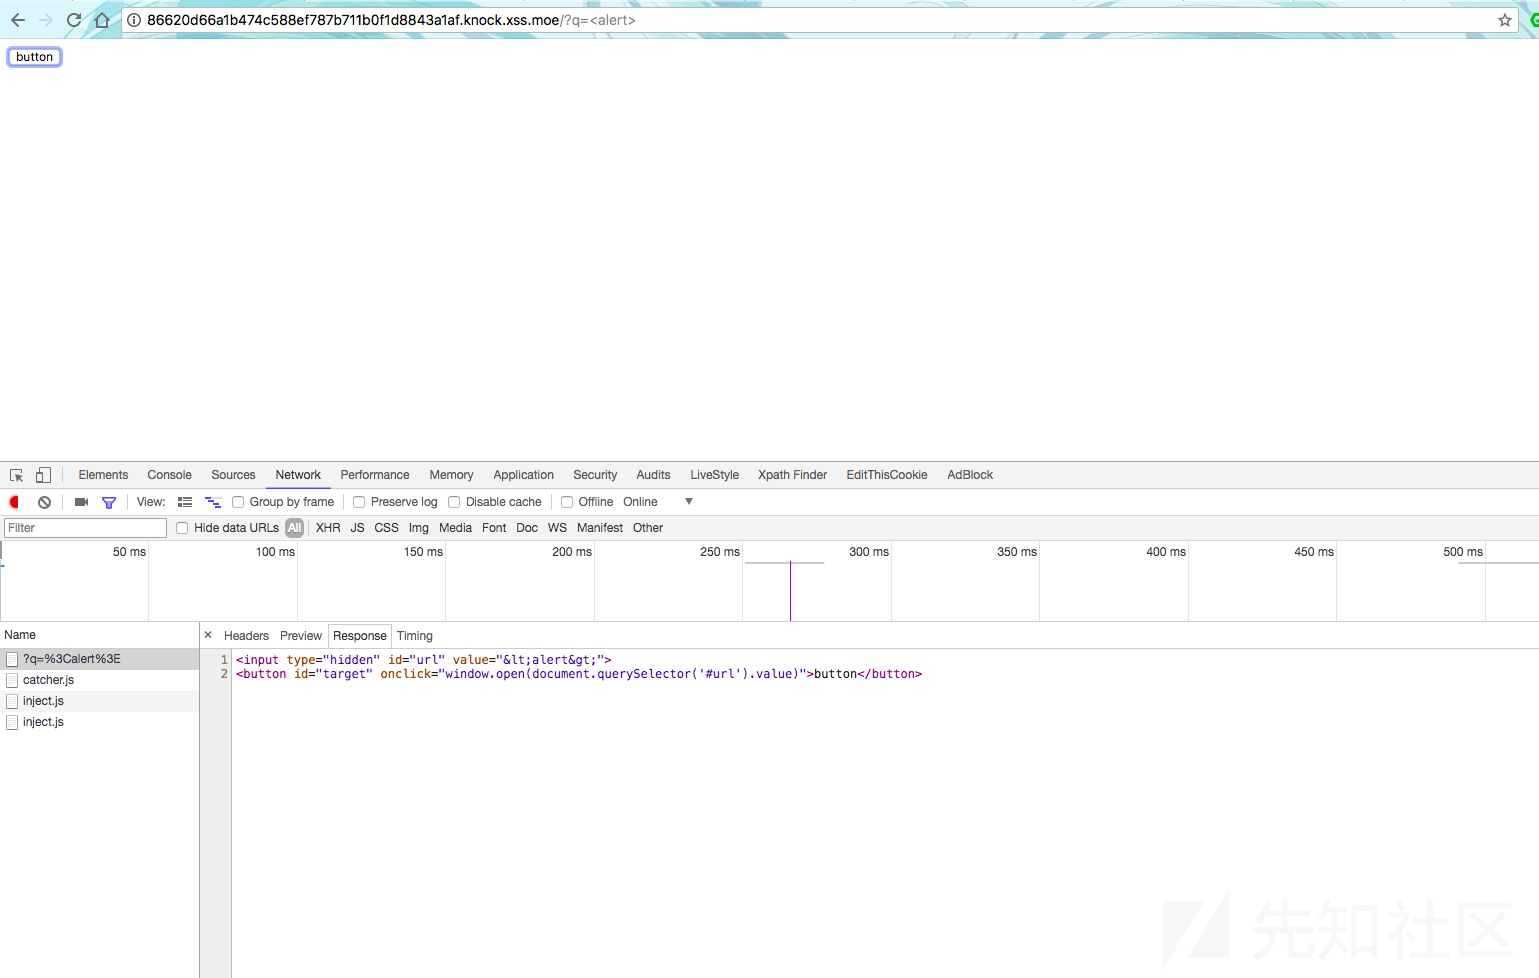 86620d66a1b474c588ef787b711b0f1d8843a1af.knock.xss.moe/?q=<alert>
button
Elements Console Sources Network Performance Memory Application Security Audits LiveStyle Xpath Finder EditThisCookie AdBlock
View: Group by frame Preserve log Disable cache Offline Online
Filter Hide data URLs All XHR JS CSS Img Media Font Doc WS Manifest Other
50 ms 100 ms 150 ms 200 ms 250 ms 300 ms 350 ms 400 ms 450 ms 500 ms
Name × Headers Preview Response Timing
?q=%3Calert%3E
catcher.js
inject.js
inject.js
1 <input type="hidden" id="url" value="&lt;alert&gt;">
2 <button id="target" onclick="window.open(document.querySelector('#url').value)">button</button>
先知社区